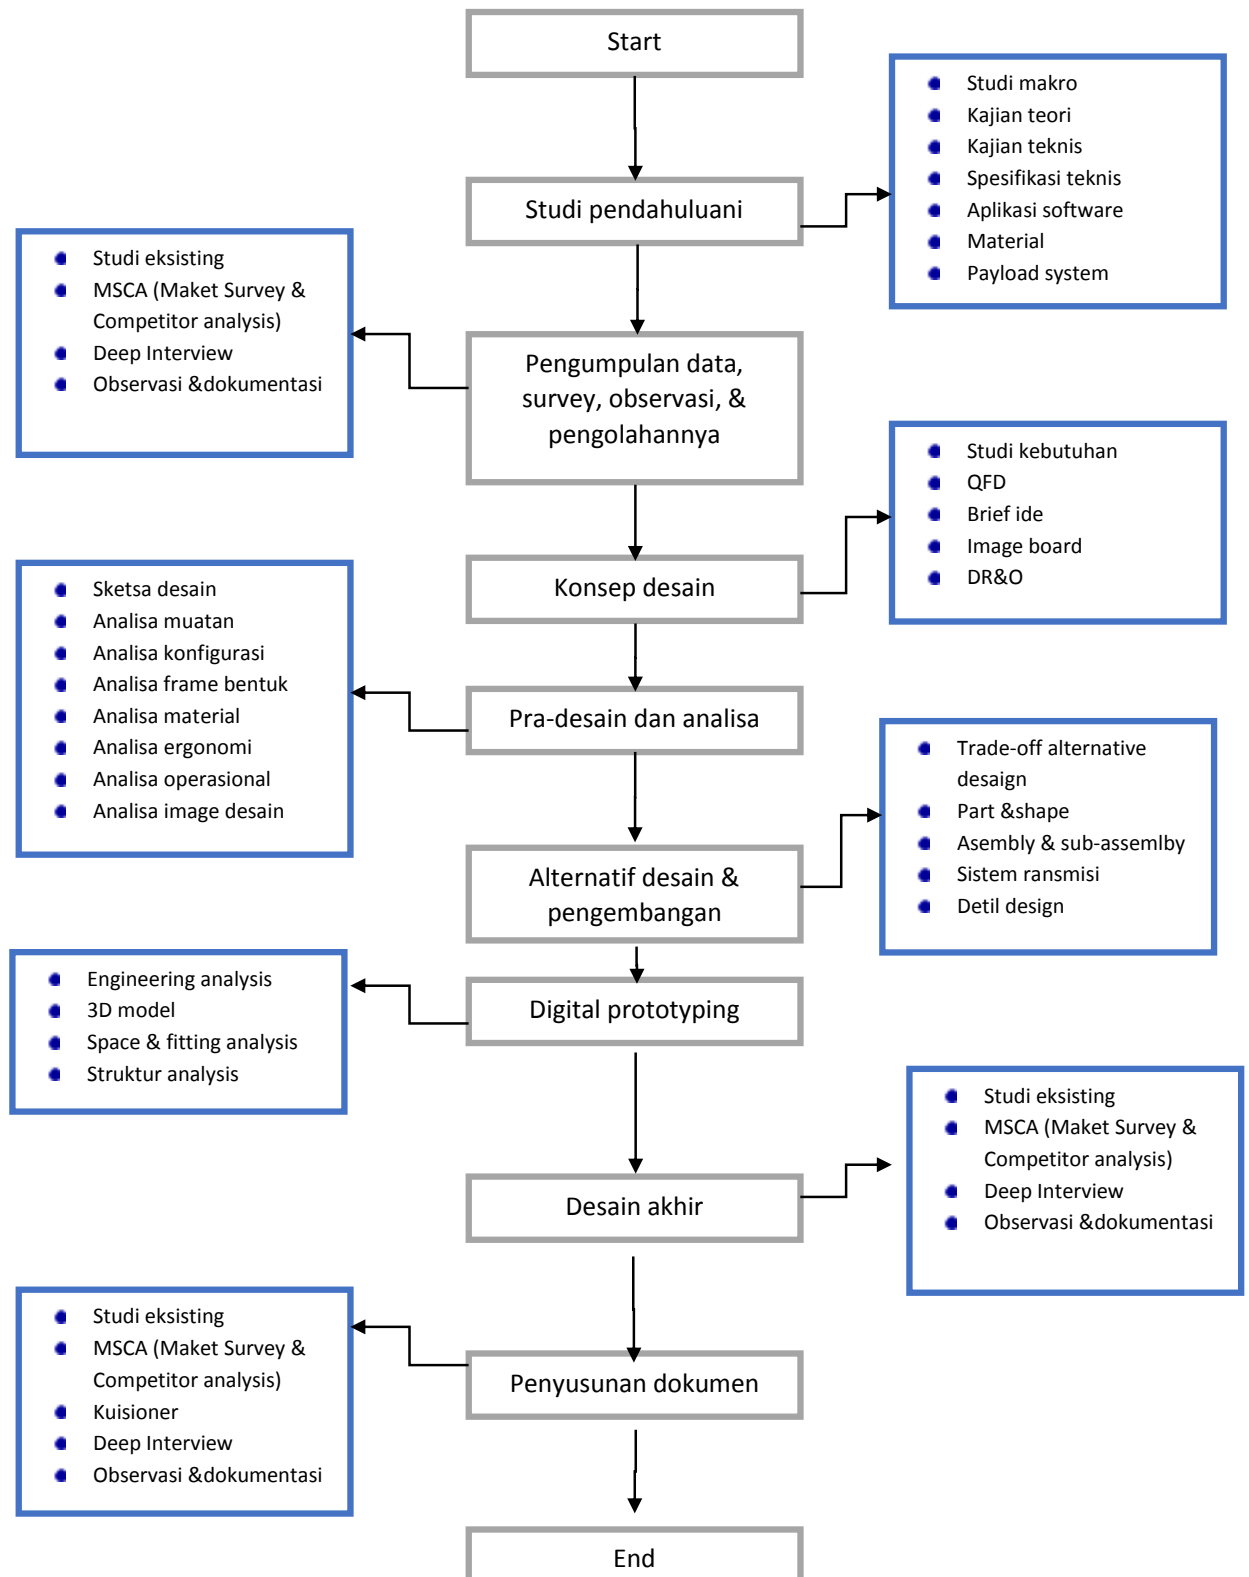 Start
Studi makro
Kajian teori
Kajian teknis
Spesifikasi teknis
Aplikasi software
Material
Payload system
Studi pendahuluani
Studi eksisting
MSCA (Maket Survey &
Competitor analysis)
Deep Interview
Observasi &dokumentasi
Pengumpulan data,
survey, observasi, &
pengolahannya
Studi kebutuhan
QFD
Brief ide
Image board
DR&O
Konsep desain
Sketsa desain
Analisa muatan
Analisa konfigurasi
Analisa frame bentuk
Analisa material
Analisa ergonomi
Analisa operasional
Analisa image desain
Pra-desain dan analisa
Trade-off alternative
desaign
Part &shape
Asembly & sub-assemlby
Sistem ransmisi
Detil design
Alternatif desain &
pengembangan
Engineering analysis
3D model
Space & fitting analysis
Struktur analysis
Digital prototyping
Studi eksisting
MSCA (Maket Survey &
Competitor analysis)
Deep Interview
Observasi &dokumentasi
Desain akhir
Studi eksisting
MSCA (Maket Survey &
Competitor analysis)
Kuisioner
Deep Interview
Observasi &dokumentasi
Penyusunan dokumen
End